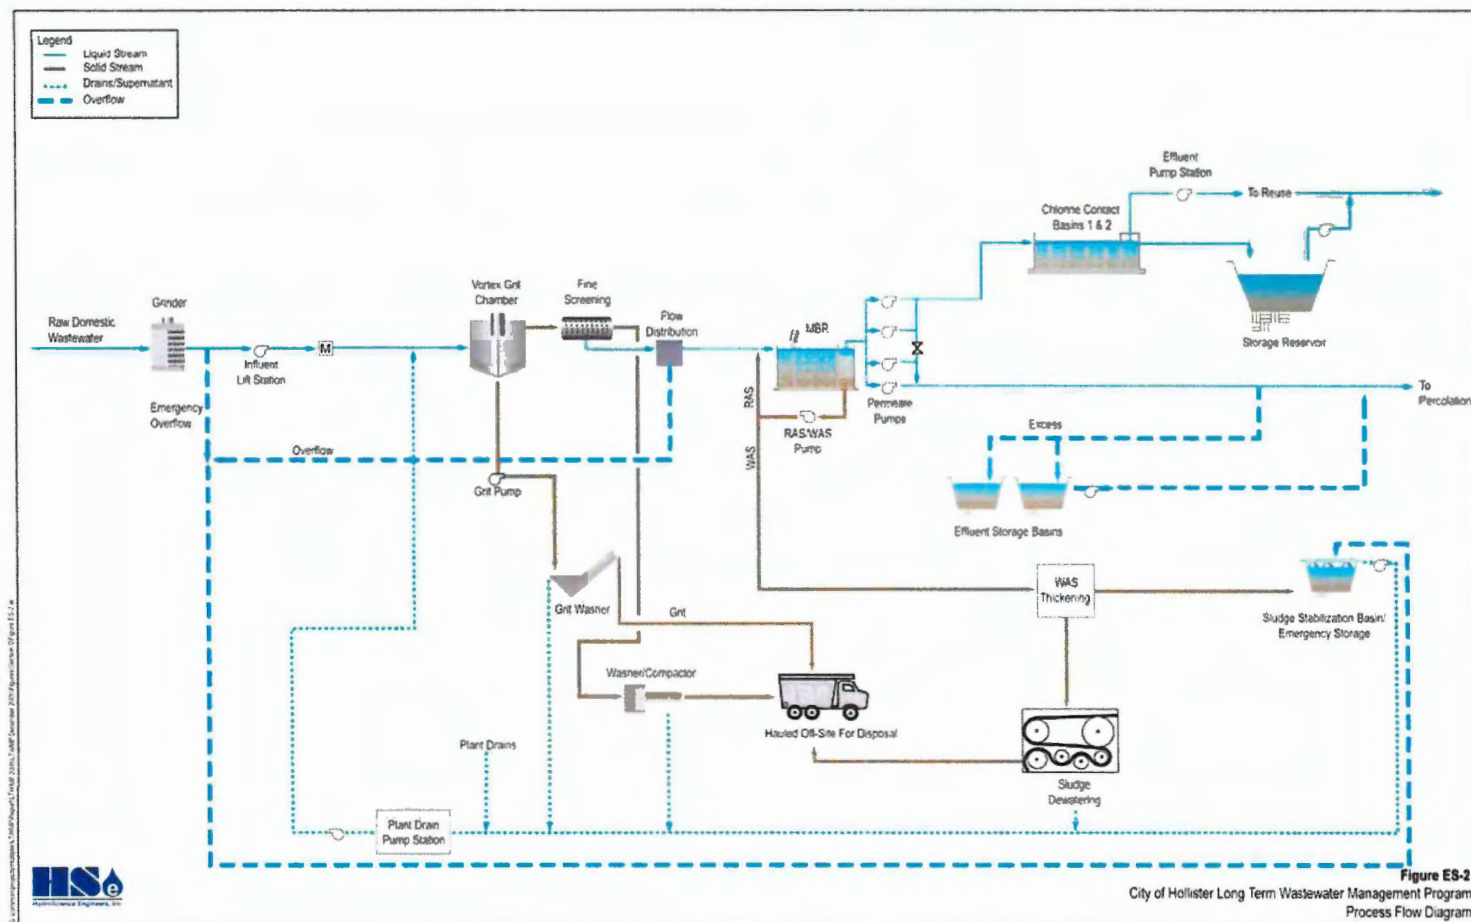 Legend
Liquid Stream
Solid Stream
Drains/Supernatant
Overflow
Effluent
Pump Station
To Reuse
Chlorine Contact
Basins 1 & 2
Storage Reservoir
Vortex Grit
Chamber
Fine
Screening
Flow
Distribution
Grinder
Raw Domestic
Wastewater
M
Influent
Lift Station
MBR
Permeate
Pumps
To
Percolation
Emergency
Overflow
Overflow
RAS
WAS
RAS/WAS
Pump
Excess
Effluent Storage Basins
Grit Pump
Grit Washer
Grit
WAS
Thickening
Sludge Stabilization Basin/
Emergency Storage
Washer/Compactor
Hauled Off-Site For Disposal
Sludge
Dewatering
Plant Drains
Plant Drain
Pump Station
HSe
HydroScience Engineers, Inc.
Figure ES-2
City of Hollister Long Term Wastewater Management Program
Process Flow Diagram